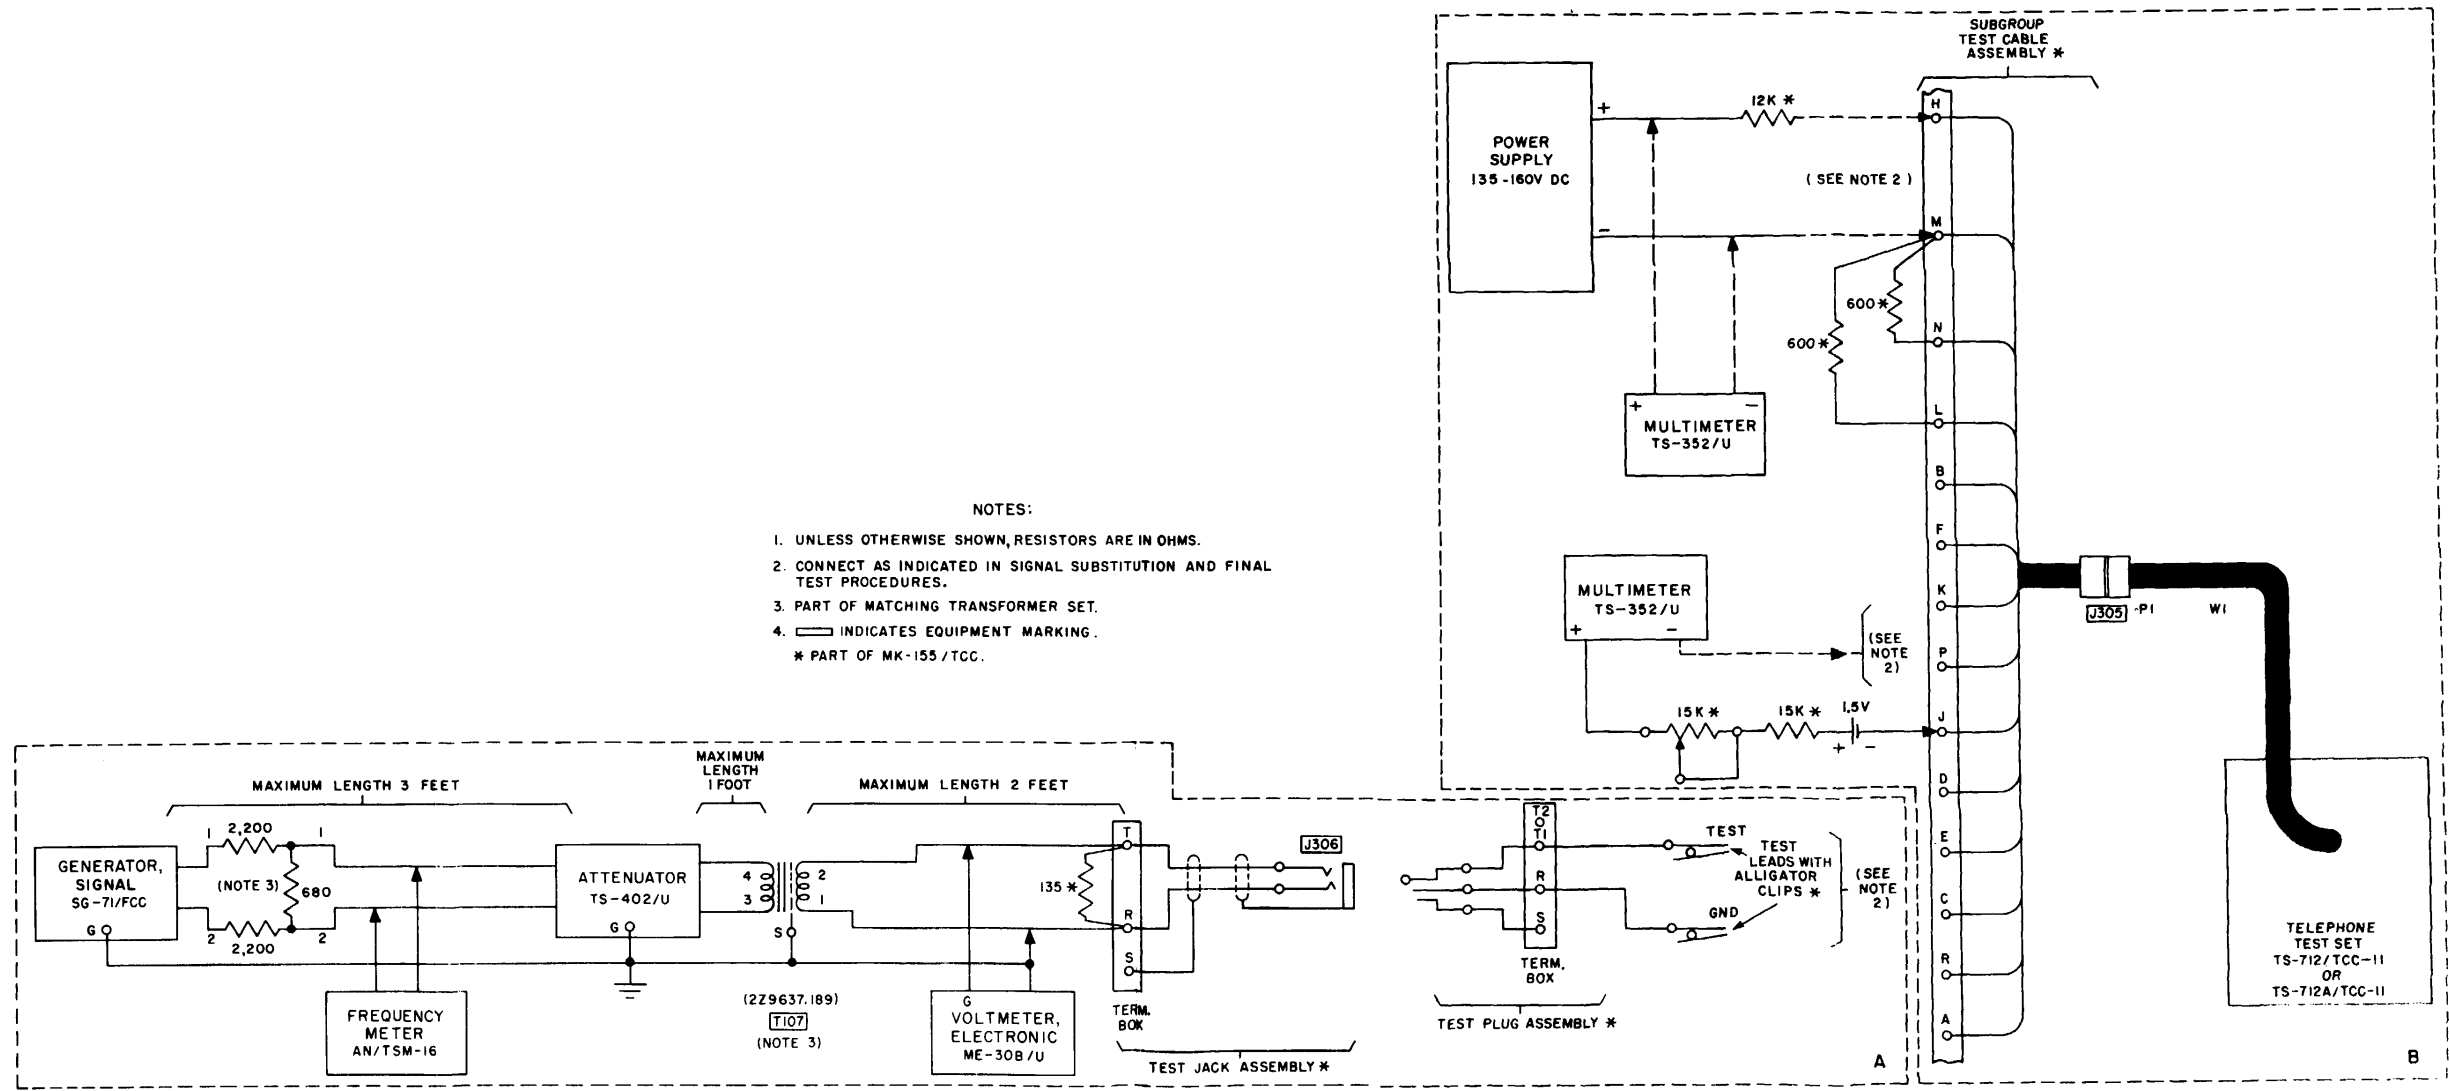 SUBGROUP
TEST CABLE
ASSEMBLY *
POWER
SUPPLY
135-160V DC
+
12K *
H
(SEE NOTE 2)
−
M
600*
N
600*
L
+ −
MULTIMETER
TS-352/U
B
F
K
P
J
D
E
C
R
A
MULTIMETER
TS-352/U
+ −
(SEE
NOTE
2)
15K *
15K *
1.5V
+ −
J305 -P1
W1
TELEPHONE
TEST SET
TS-712/TCC-11
OR
TS-712A/TCC-11
B
NOTES:
1. UNLESS OTHERWISE SHOWN, RESISTORS ARE IN OHMS.
2. CONNECT AS INDICATED IN SIGNAL SUBSTITUTION AND FINAL
TEST PROCEDURES.
3. PART OF MATCHING TRANSFORMER SET.
4. INDICATES EQUIPMENT MARKING.
* PART OF MK-155/TCC.
MAXIMUM LENGTH 3 FEET
MAXIMUM
LENGTH
1 FOOT
MAXIMUM LENGTH 2 FEET
GENERATOR,
SIGNAL
SG-71/FCC
G
1
2,200
1
(NOTE 3)
680
2
2,200
2
FREQUENCY
METER
AN/TSM-16
ATTENUATOR
TS-402/U
G
4
3
2
1
S
(2Z9637.189)
T107
(NOTE 3)
G
VOLTMETER,
ELECTRONIC
ME-30B/U
T
135 *
R
S
TERM.
BOX
J306
TEST JACK ASSEMBLY *
T2
T1
R
S
TERM.
BOX
TEST PLUG ASSEMBLY *
TEST
TEST
LEADS WITH
ALLIGATOR
CLIPS *
GND
(SEE
NOTE
2)
A